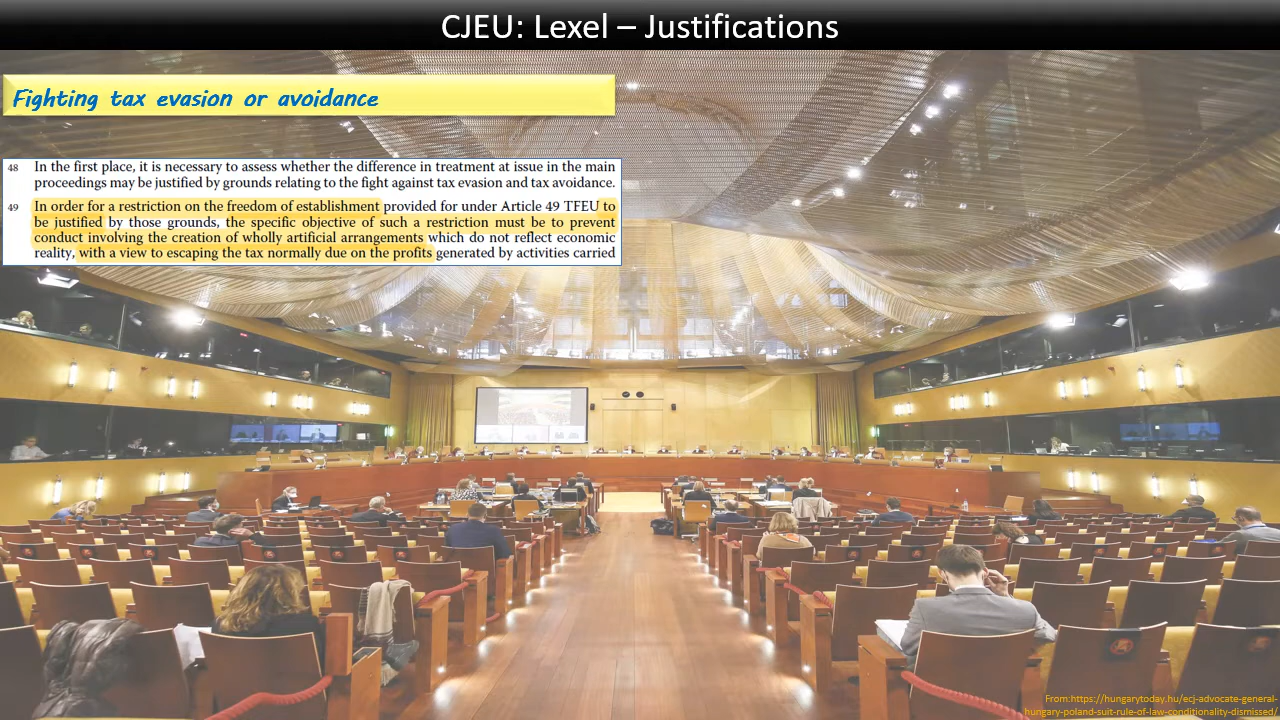 CJEU: Lexel – Justifications
Fighting tax evasion or avoidance
48 In the first place, it is necessary to assess whether the difference in treatment at issue in the main
proceedings may be justified by grounds relating to the fight against tax evasion and tax avoidance.
49 In order for a restriction on the freedom of establishment provided for under Article 49 TFEU to
be justified by those grounds, the specific objective of such a restriction must be to prevent
conduct involving the creation of wholly artificial arrangements which do not reflect economic
reality, with a view to escaping the tax normally due on the profits generated by activities carried
From:https://hungarytoday.hu/ecj-advocate-general-
hungary-poland-suit-rule-of-law-conditionality-dismissed/